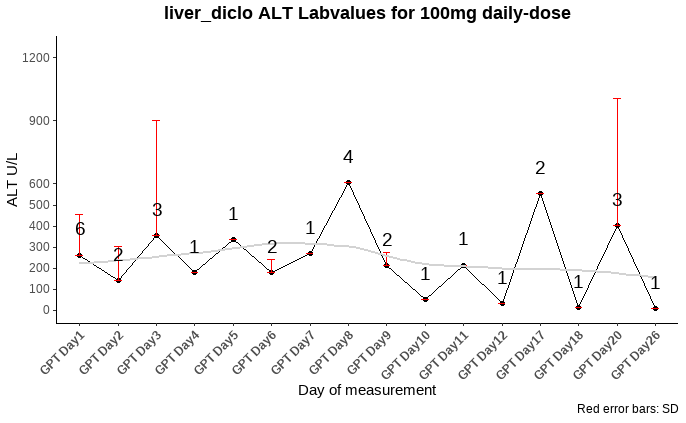 liver_diclo ALT Labvalues for 100mg daily-dose
ALT U/L
1200
900
600
500
400
300
200
100
0
6
2
3
1
1
2
1
4
2
1
1
1
2
1
3
1
GPT Day1
GPT Day2
GPT Day3
GPT Day4
GPT Day5
GPT Day6
GPT Day7
GPT Day8
GPT Day9
GPT Day10
GPT Day11
GPT Day12
GPT Day17
GPT Day18
GPT Day20
GPT Day26
Day of measurement
Red error bars: SD